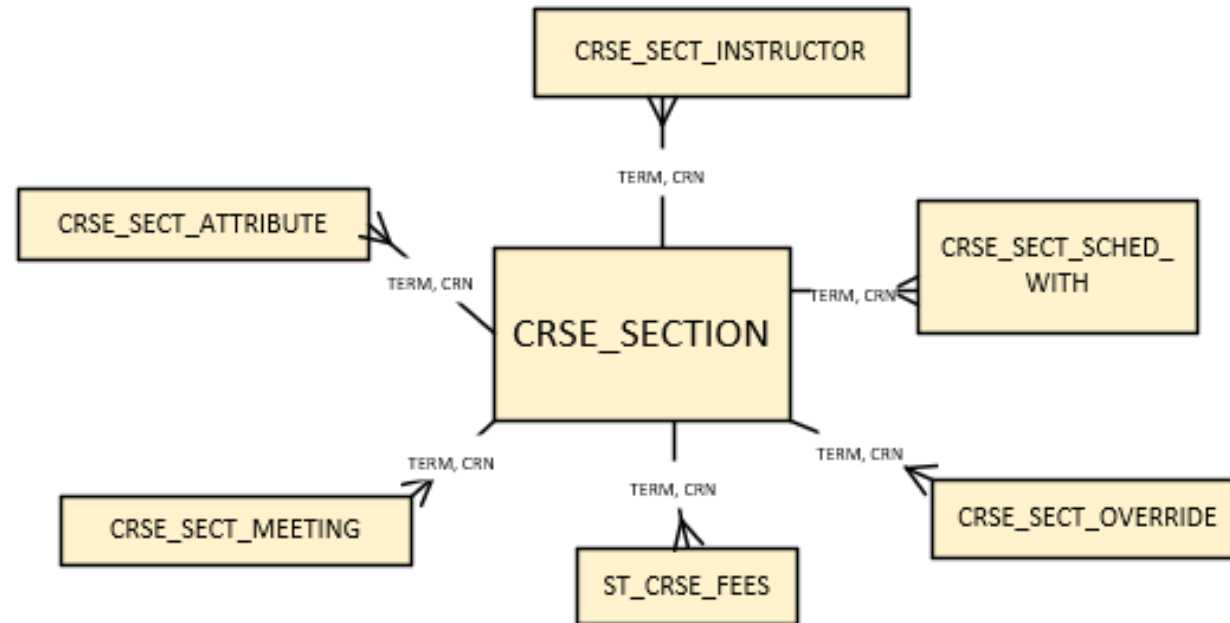 CRSE_SECT_INSTRUCTOR
TERM, CRN
CRSE_SECT_ATTRIBUTE
CRSE_SECT_SCHED_
WITH
TERM, CRN
TERM, CRN
CRSE_SECTION
TERM, CRN
TERM, CRN
TERM, CRN
CRSE_SECT_MEETING
CRSE_SECT_OVERRIDE
ST_CRSE_FEES